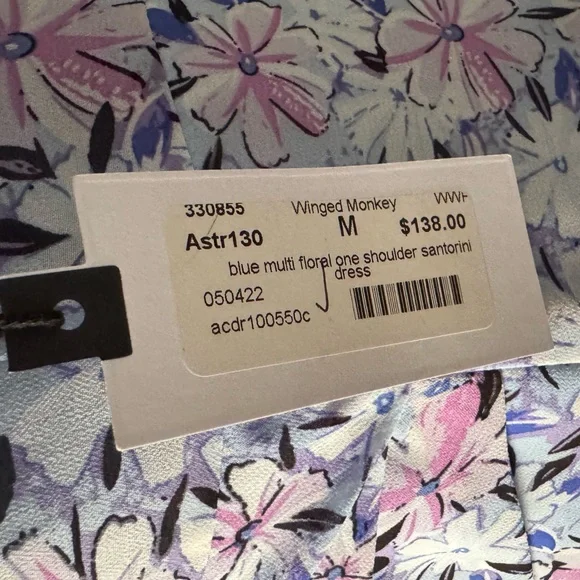 330855 Winged Monkey WWF
Astr130 M $138.00
blue multi floral one shoulder santorini
dress
050422
acdr100550c